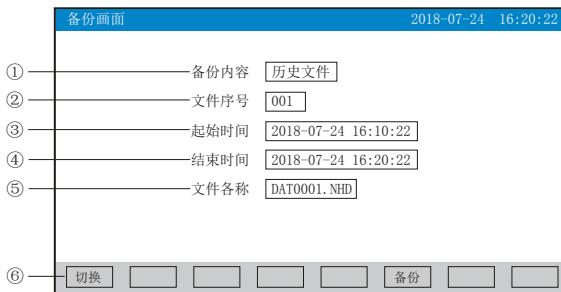 备份画面 2018-07-24 16:20:22
① 备份内容 历史文件
② 文件序号 001
③ 起始时间 2018-07-24 16:10:22
④ 结束时间 2018-07-24 16:20:22
⑤ 文件各称 DAT0001.NHD
⑥ 切换 备份